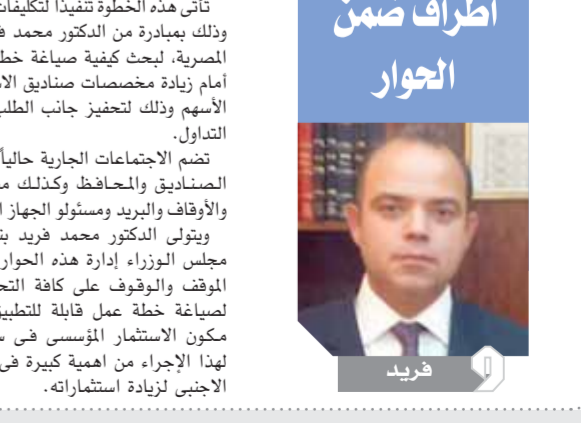 أطراف ضمن
الحوار
فريد
تأتى هذه الخطوة تنفيذاً لتكليفات
وذلك بمبادرة من الدكتور محمد ف
المصرية، لبحث كيفية صياغة خط
أمام زيادة مخصصات صناديق الا
الأسهم وذلك لتحفيز جانب الطلب
التداول.
تضم الاجتماعات الجارية حالياً
الصناديق والمحافظ وكذلك م
والأوقاف والبريد ومسئولو الجهاز ا
ويتولى الدكتور محمد فريد بت
مجلس الوزراء إدارة هذه الحوار
الموقف والوقوف على كافة التح
لصياغة خطة عمل قابلة للتطبيق
مكون الاستثمار المؤسسى فى س
لهذا الإجراء من اهمية كبيرة فى
الاجنبى لزيادة استثماراته.